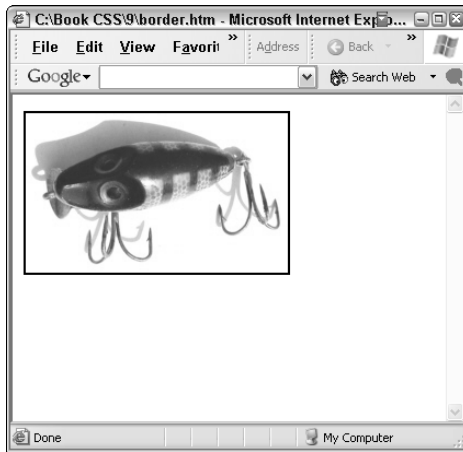 C:\Book CSS\9\border.htm - Microsoft Internet Exp...
File Edit View Favorit » Address Back »
Google Search Web
Done My Computer